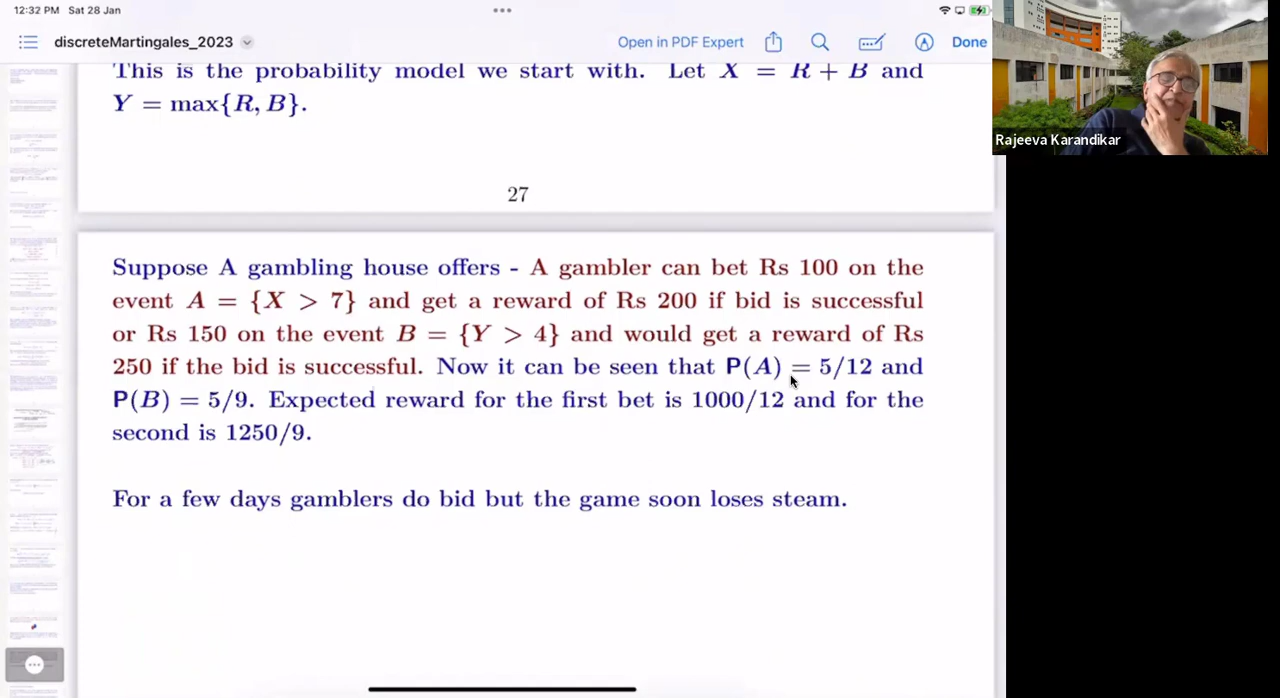 12:32 PM Sat 28 Jan
discreteMartingales_2023
Open in PDF Expert
Done
This is the probability model we start with. Let X = R + B and
Y = max{R, B}.
27
Suppose A gambling house offers - A gambler can bet Rs 100 on the
event A = {X > 7} and get a reward of Rs 200 if bid is successful
or Rs 150 on the event B = {Y > 4} and would get a reward of Rs
250 if the bid is successful. Now it can be seen that P(A) = 5/12 and
P(B) = 5/9. Expected reward for the first bet is 1000/12 and for the
second is 1250/9.
For a few days gamblers do bid but the game soon loses steam.
Rajeeva Karandikar